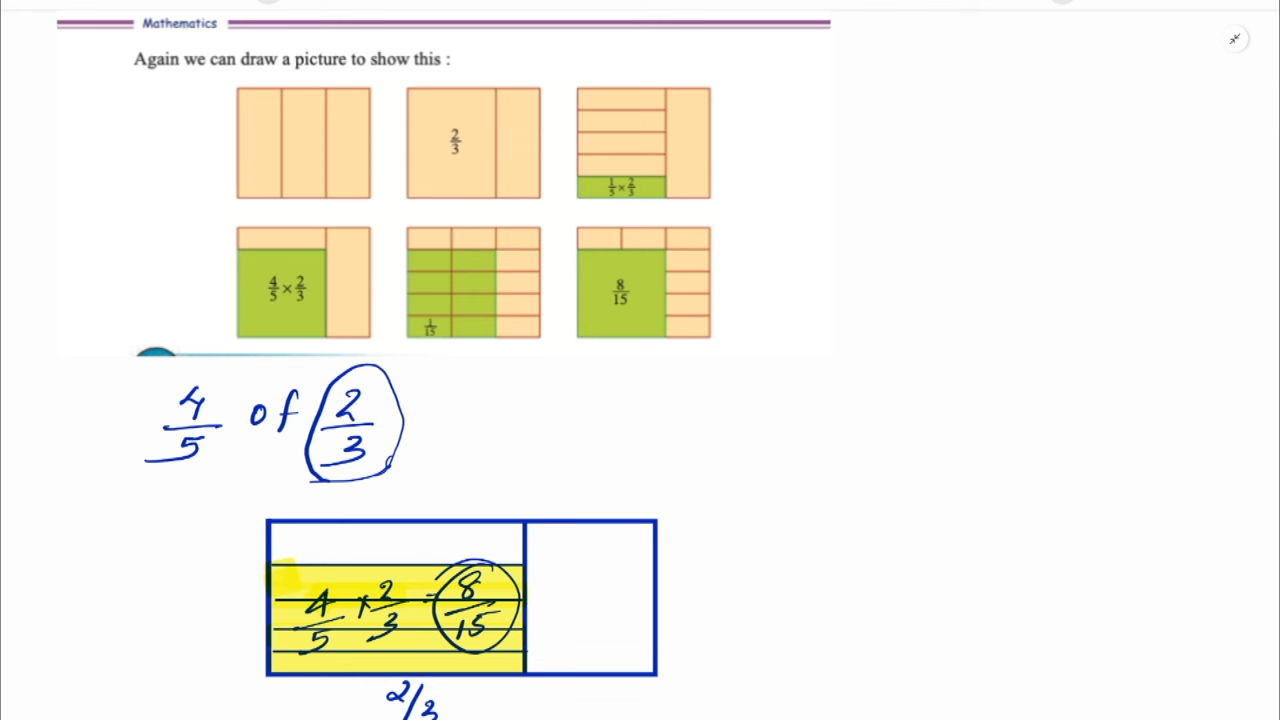 Mathematics
Again we can draw a picture to show this :
2/3
1/5 × 2/3
4/5 × 2/3
1/15
8/15
4/5 of 2/3
4/5 × 2/3 = 8/15
2/3